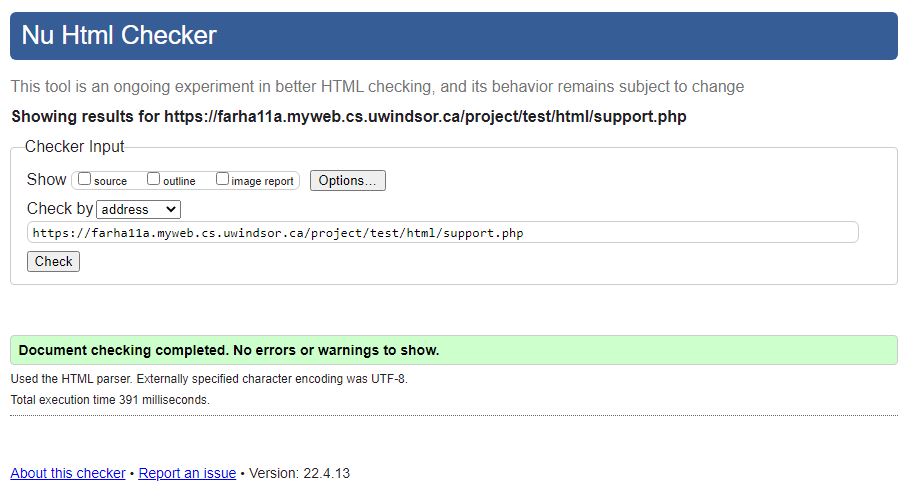 Nu Html Checker
This tool is an ongoing experiment in better HTML checking, and its behavior remains subject to change
Showing results for https://farha11a.myweb.cs.uwindsor.ca/project/test/html/support.php
Checker Input
Show source outline image report Options...
Check by address
https://farha11a.myweb.cs.uwindsor.ca/project/test/html/support.php
Check
Document checking completed. No errors or warnings to show.
Used the HTML parser. Externally specified character encoding was UTF-8.
Total execution time 391 milliseconds.
About this checker • Report an issue • Version: 22.4.13